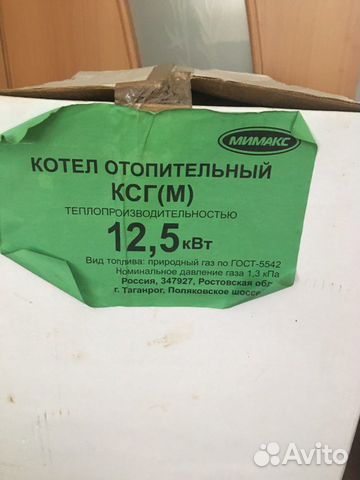 МИМАКС
КОТЕЛ ОТОПИТЕЛЬНЫЙ
КСГ(М)
ТЕПЛОПРОИЗВОДИТЕЛЬНОСТЬЮ
12,5 кВт
Вид топлива: природный газ по ГОСТ-5542
Номинальное давление газа 1,3 кПа
Россия, 347927, Ростовская обл
г. Таганрог, Поляковское шоссе
Avito